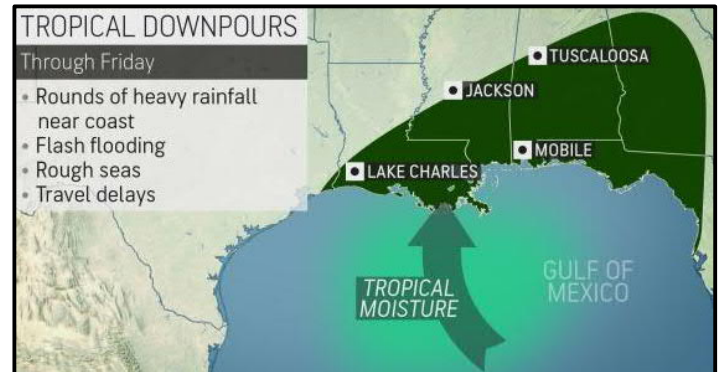 TROPICAL DOWNPOURS
Through Friday
• Rounds of heavy rainfall
near coast
• Flash flooding
• Rough seas
• Travel delays
TUSCALOOSA
JACKSON
MOBILE
LAKE CHARLES
TROPICAL
MOISTURE
GULF OF
MEXICO